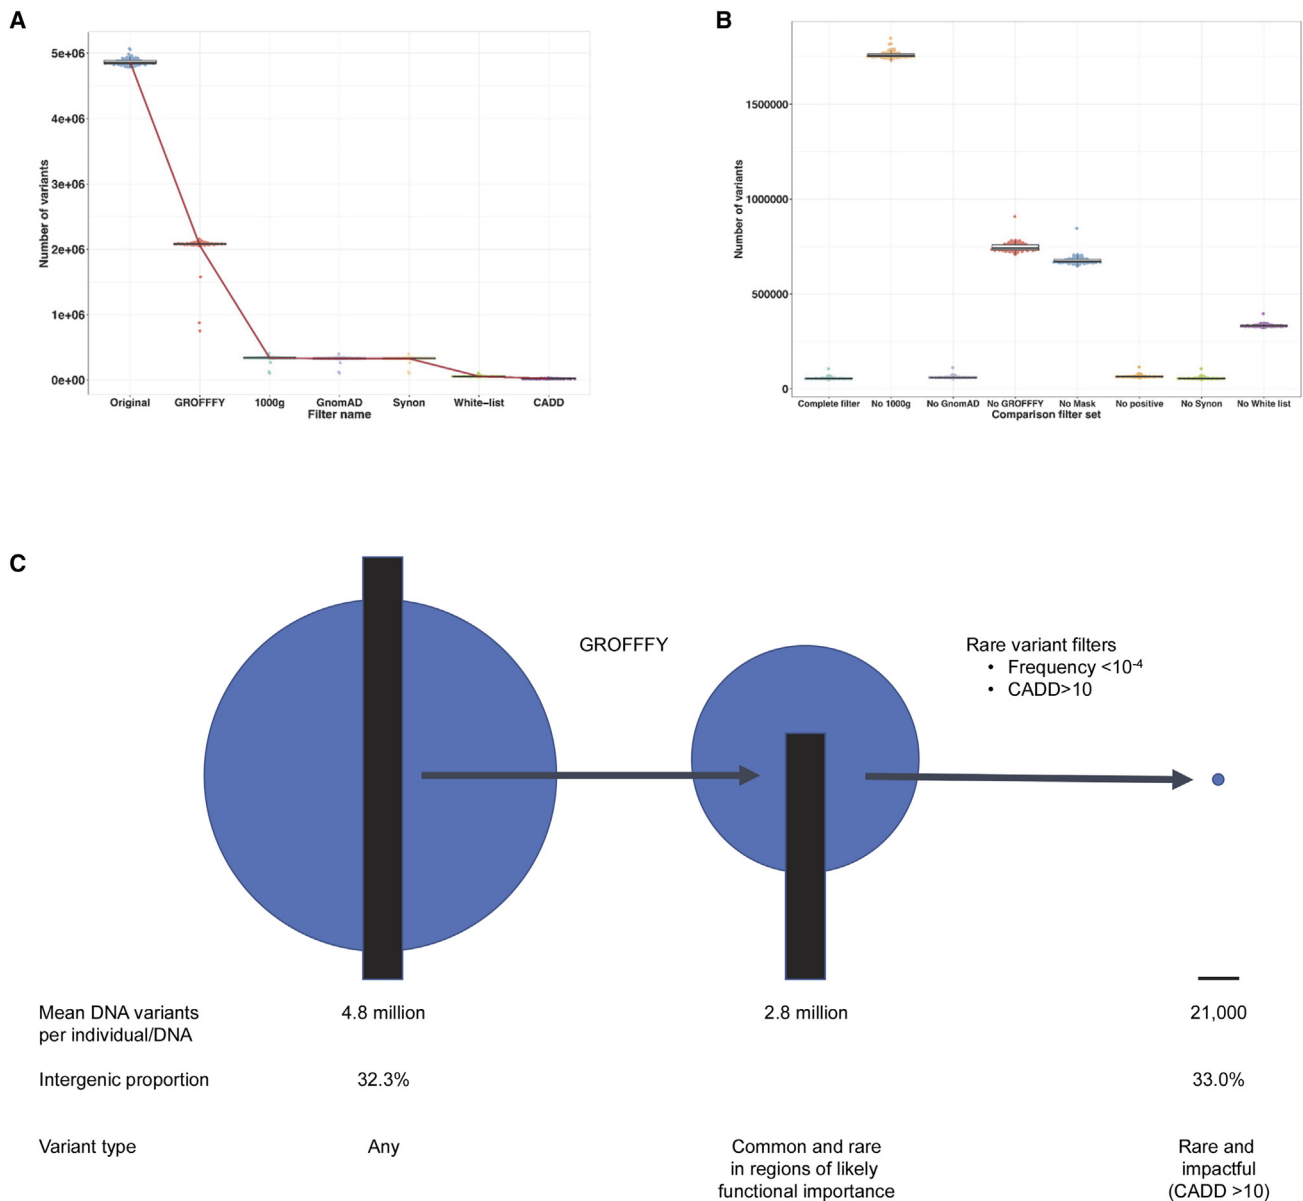 A
5e+06
4e+06
3e+06
2e+06
1e+06
0e+00
Number of variants
Original GROFFFY 1000g GnomAD Synon White-list CADD
Filter name
B
1500000
1000000
500000
0
Number of variants
Complete filter No 1000g No GnomAD No GROFFFY No Mask No positive No Synon No White list
Comparison filter set
C
GROFFFY
Rare variant filters
• Frequency <10-4
• CADD>10
Mean DNA variants
per individual/DNA
4.8 million
2.8 million
21,000
Intergenic proportion
32.3%
33.0%
Variant type
Any
Common and rare
in regions of likely
functional importance
Rare and
impactful
(CADD >10)